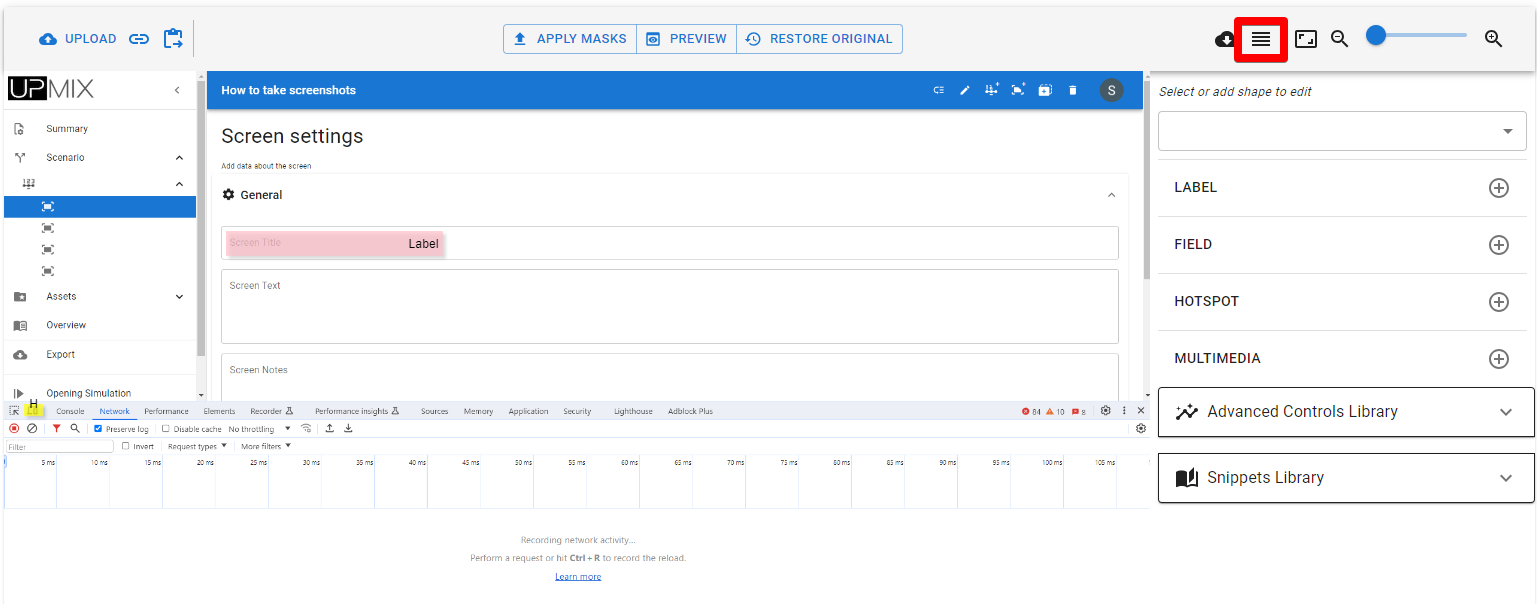 UPLOAD
APPLY MASKS PREVIEW RESTORE ORIGINAL
UPMIX
Summary
Scenario
123
Assets
Overview
Export
Opening Simulation
How to take screenshots
S
Screen settings
Add data about the screen
General
Screen Title Label
Screen Text
Screen Notes
Select or add shape to edit
LABEL
FIELD
HOTSPOT
MULTIMEDIA
Advanced Controls Library
Snippets Library
H
Console Network Performance Elements Recorder Performance insights Sources Memory Application Security Lighthouse Adblock Plus 84 10 8
Preserve log Disable cache No throttling
Filter Invert Request types More filters
5 ms 10 ms 15 ms 20 ms 25 ms 30 ms 35 ms 40 ms 45 ms 50 ms 55 ms 60 ms 65 ms 70 ms 75 ms 80 ms 85 ms 90 ms 95 ms 100 ms 105 ms
Recording network activity...
Perform a request or hit Ctrl + R to record the reload.
Learn more